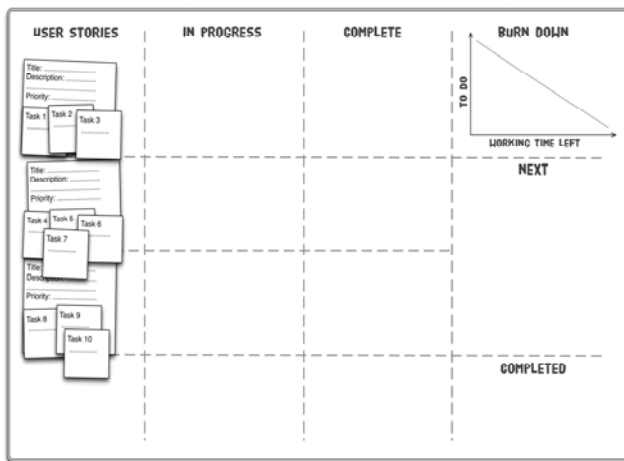 USER STORIES
IN PROGRESS
COMPLETE
BURN DOWN
TO DO
WORKING TIME LEFT
Title:
Description:
Priority:
Task 1
Task 2
Task 3
NEXT
Title:
Description:
Priority:
Task 4
Task 5
Task 6
Task 7
Title:
Description:
Priority:
Task 8
Task 9
Task 10
COMPLETED